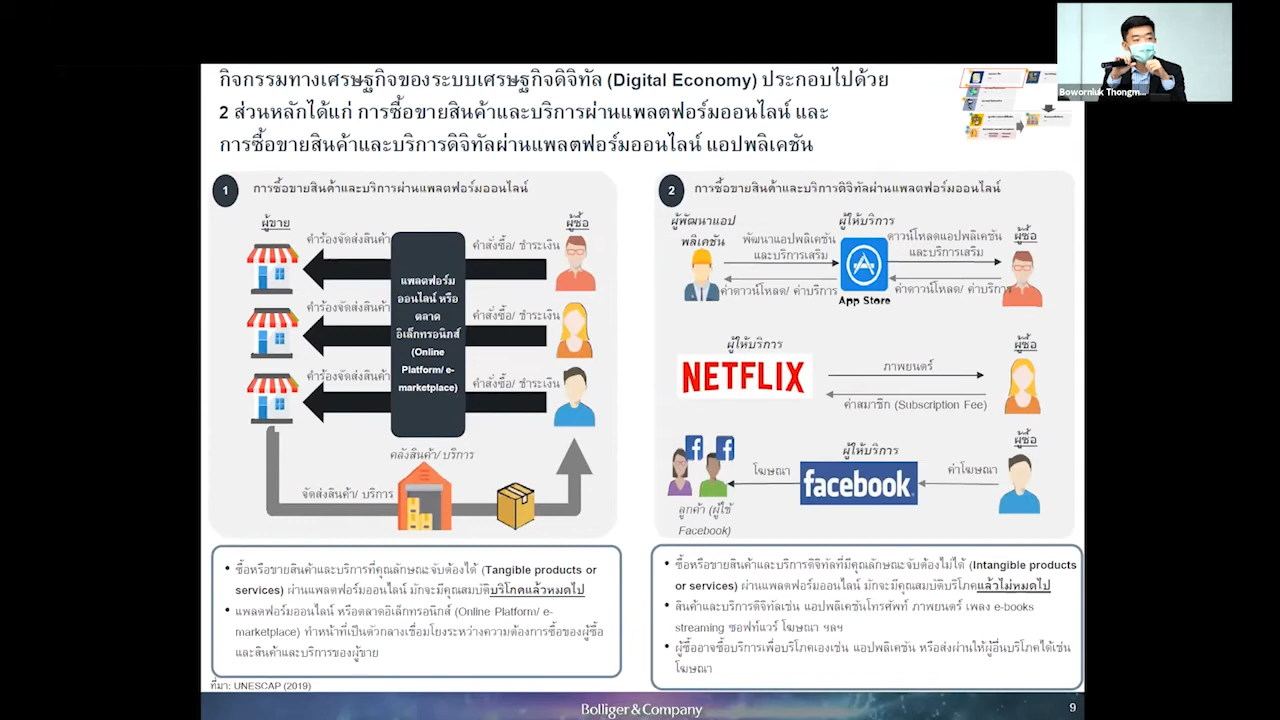 กิจกรรมทางเศรษฐกิจของระบบเศรษฐกิจดิจิทัล (Digital Economy) ประกอบไปด้วย
2 ส่วนหลักได้แก่ การซื้อขายสินค้าและบริการผ่านแพลตฟอร์มออนไลน์ และ
การซื้อขายสินค้าและบริการดิจิทัลผ่านแพลตฟอร์มออนไลน์ แอปพลิเคชัน
Bowornluk Thongm...
1
การซื้อขายสินค้าและบริการผ่านแพลตฟอร์มออนไลน์
ผู้ขาย
ผู้ซื้อ
คำร้องจัดส่งสินค้า
คำสั่งซื้อ/ ชำระเงิน
คำร้องจัดส่งสินค้า
คำสั่งซื้อ/ ชำระเงิน
คำร้องจัดส่งสินค้า
คำสั่งซื้อ/ ชำระเงิน
แพลตฟอร์ม
ออนไลน์ หรือ
ตลาด
อิเล็กทรอนิกส์
(Online
Platform/ e-
marketplace)
คลังสินค้า/ บริการ
จัดส่งสินค้า/ บริการ
2
การซื้อขายสินค้าและบริการดิจิทัลผ่านแพลตฟอร์มออนไลน์
ผู้พัฒนาแอป
พลิเคชัน
ผู้ให้บริการ
ผู้ซื้อ
พัฒนาแอปพลิเคชัน
และบริการเสริม
ดาวน์โหลดแอปพลิเคชัน
และบริการเสริม
ค่าดาวน์โหลด/ ค่าบริการ
ค่าดาวน์โหลด/ ค่าบริการ
App Store
ผู้ให้บริการ
ผู้ซื้อ
NETFLIX
ภาพยนตร์
ค่าสมาชิก (Subscription Fee)
ผู้ให้บริการ
ผู้ซื้อ
โฆษณา
facebook
ค่าโฆษณา
ลูกค้า (ผู้ใช้
Facebook)
• ซื้อหรือขายสินค้าและบริการที่คุณลักษณะจับต้องได้ (Tangible products or
services) ผ่านแพลตฟอร์มออนไลน์ มักจะมีคุณสมบัติบริโภคแล้วหมดไป
• แพลตฟอร์มออนไลน์ หรือตลาดอิเล็กทรอนิกส์ (Online Platform/ e-
marketplace) ทำหน้าที่เป็นตัวกลางเชื่อมโยงระหว่างความต้องการซื้อของผู้ซื้อ
และสินค้าและบริการของผู้ขาย
• ซื้อหรือขายสินค้าและบริการดิจิทัลที่มีคุณลักษณะจับต้องไม่ได้ (Intangible products
or services) ผ่านแพลตฟอร์มออนไลน์ มักจะมีคุณสมบัติบริโภคแล้วไม่หมดไป
• สินค้าและบริการดิจิทัลเช่น แอปพลิเคชันโทรศัพท์ ภาพยนตร์ เพลง e-books
streaming ซอฟท์แวร์ โฆษณา ฯลฯ
• ผู้ซื้ออาจซื้อบริการเพื่อบริโภคเองเช่น แอปพลิเคชัน หรือส่งผ่านให้ผู้อื่นบริโภคได้เช่น
โฆษณา
ที่มา: UNESCAP (2019)
Bolliger & Company
9